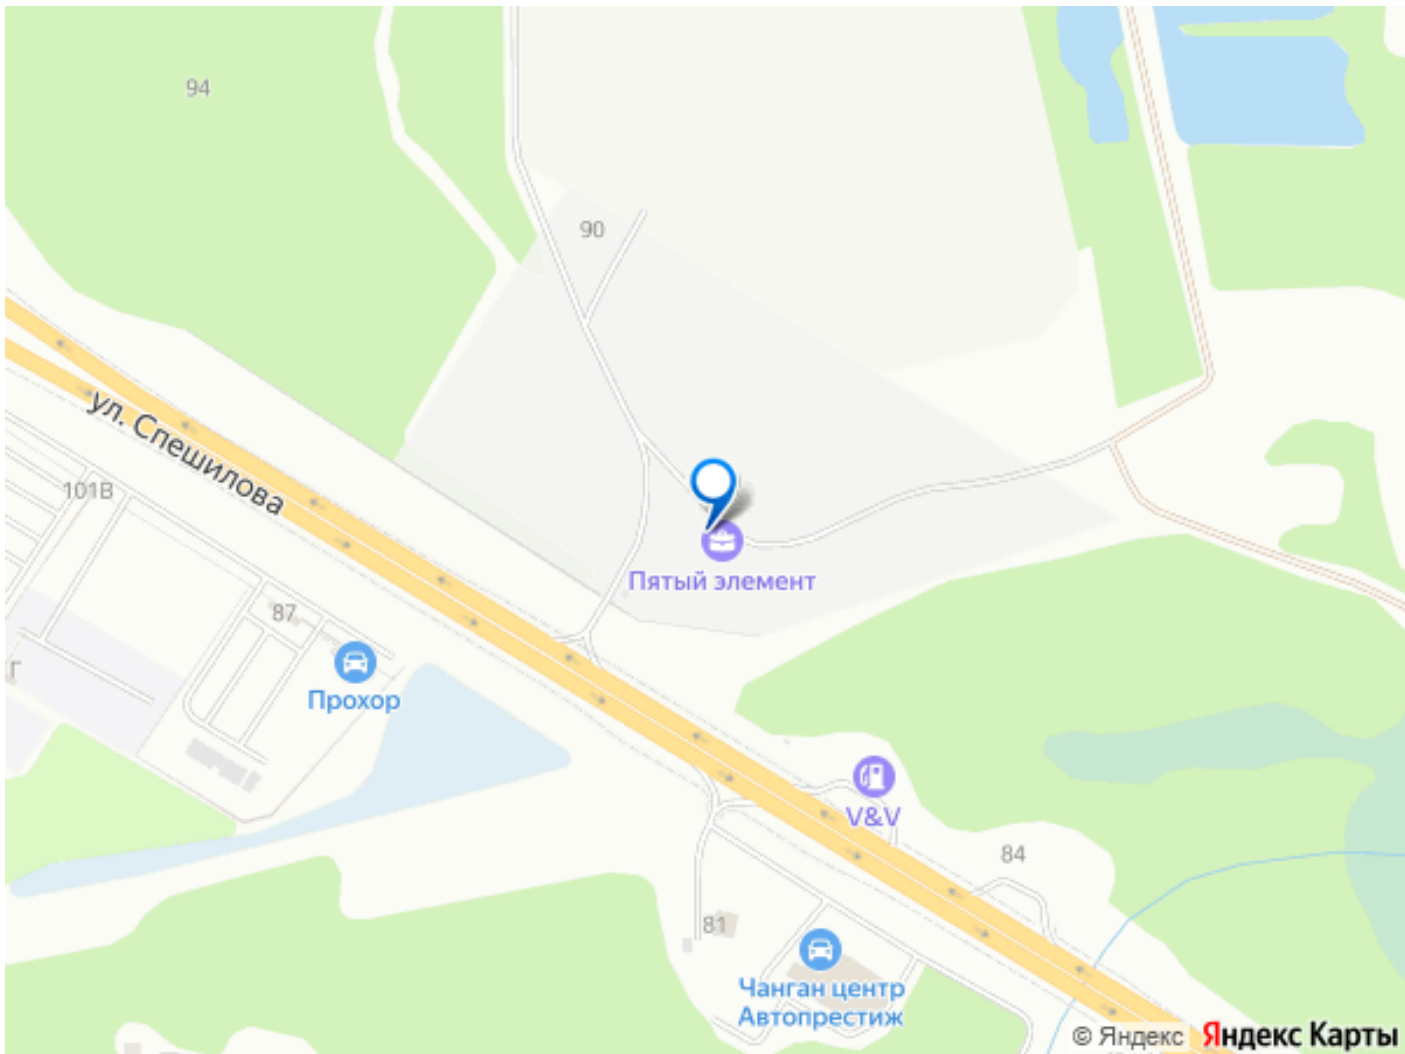 94
90
ул. Спешилова
101В
87
Пятый элемент
Г
Прохор
V&V
84
81
Чанган центр
Автопрестиж
© Яндекс Яндекс Карты